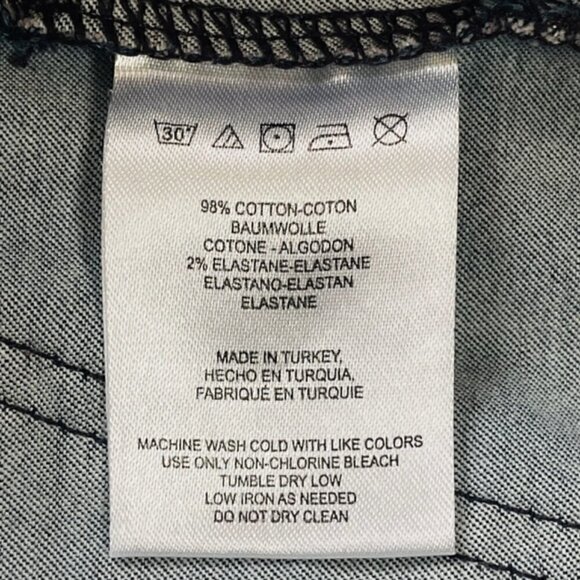 30°
98% COTTON-COTON
BAUMWOLLE
COTONE - ALGODON
2% ELASTANE-ELASTANE
ELASTANO-ELASTAN
ELASTANE
MADE IN TURKEY,
HECHO EN TURQUIA,
FABRIQUÉ EN TURQUIE
MACHINE WASH COLD WITH LIKE COLORS
USE ONLY NON-CHLORINE BLEACH
TUMBLE DRY LOW
LOW IRON AS NEEDED
DO NOT DRY CLEAN